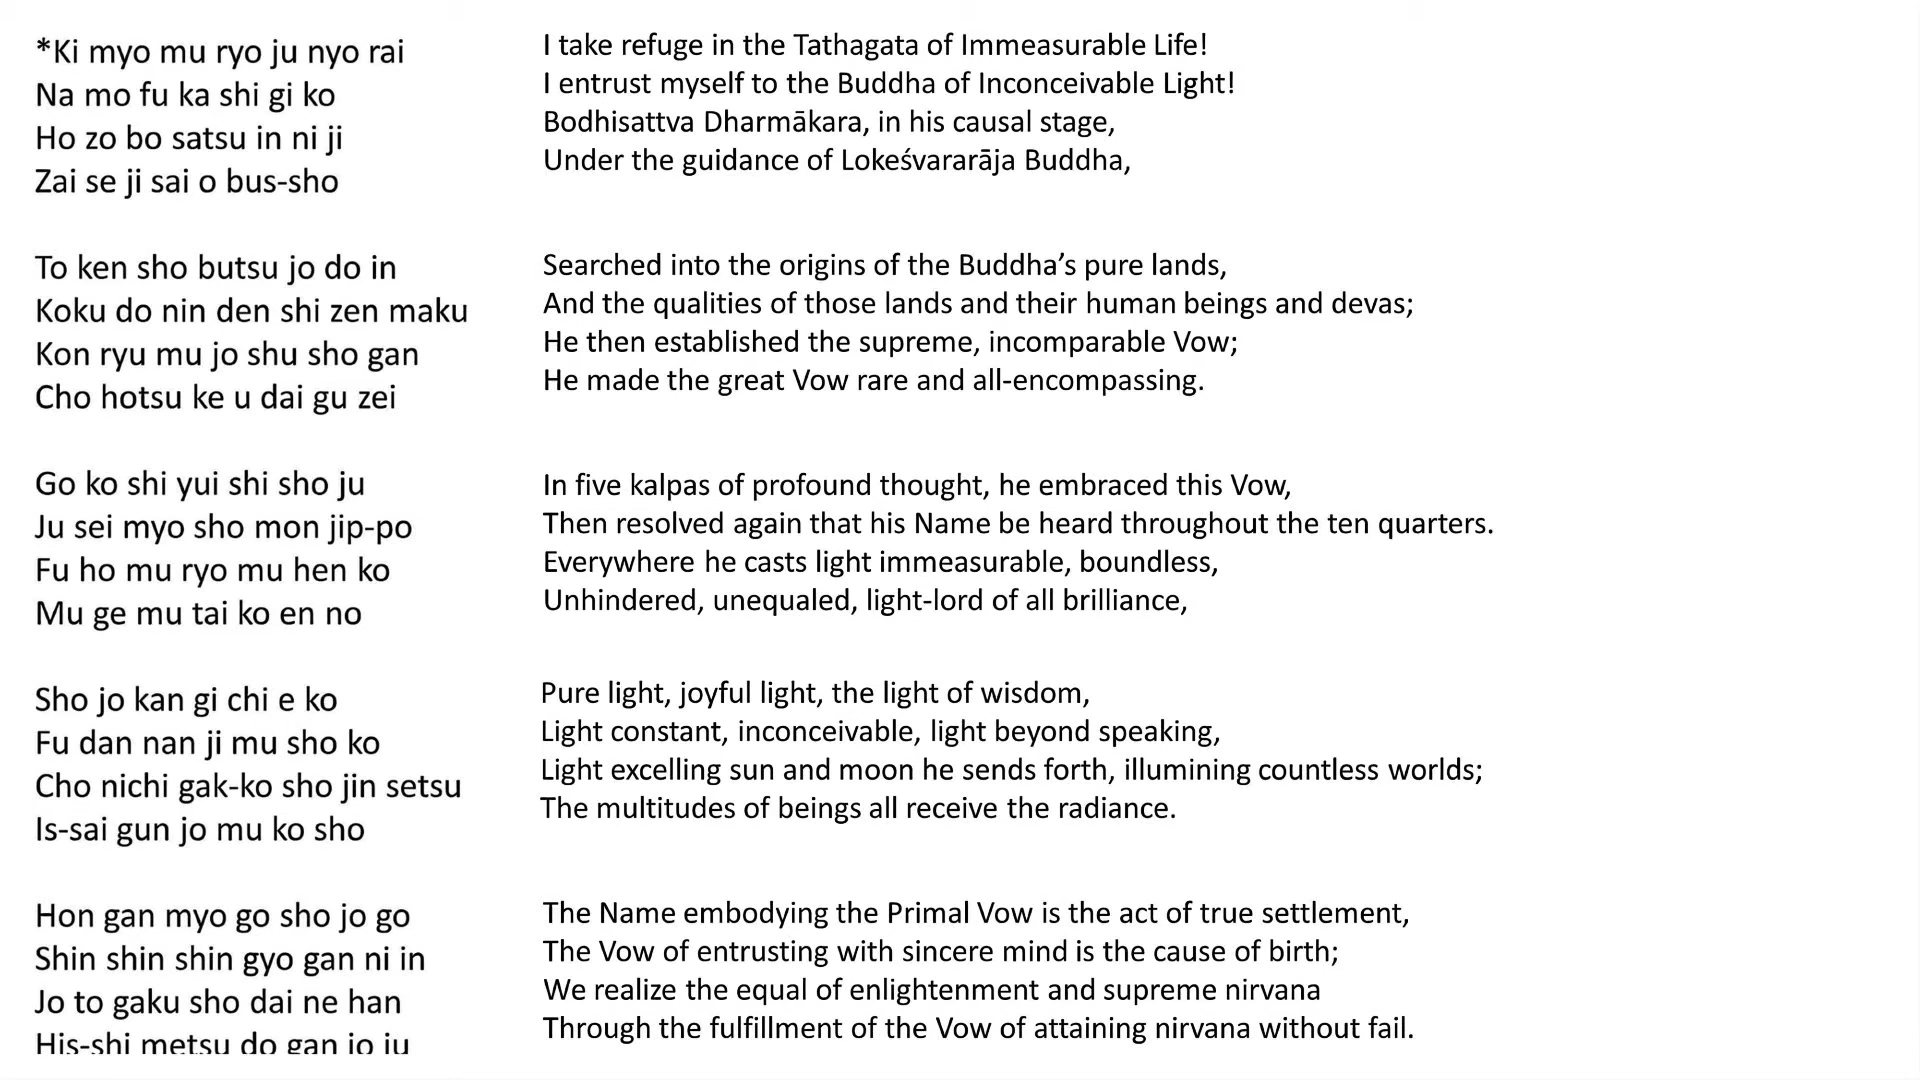 *Ki myo mu ryo ju nyo rai
Na mo fu ka shi gi ko
Ho zo bo satsu in ni ji
Zai se ji sai o bus-sho
To ken sho butsu jo do in
Koku do nin den shi zen maku
Kon ryu mu jo shu sho gan
Cho hotsu ke u dai gu zei
Go ko shi yui shi sho ju
Ju sei myo sho mon jip-po
Fu ho mu ryo mu hen ko
Mu ge mu tai ko en no
Sho jo kan gi chi e ko
Fu dan nan ji mu sho ko
Cho nichi gak-ko sho jin setsu
Is-sai gun jo mu ko sho
Hon gan myo go sho jo go
Shin shin shin gyo gan ni in
Jo to gaku sho dai ne han
His-shi metsu do gan jo ju
I take refuge in the Tathagata of Immeasurable Life!
I entrust myself to the Buddha of Inconceivable Light!
Bodhisattva Dharmākara, in his causal stage,
Under the guidance of Lokeśvararāja Buddha,
Searched into the origins of the Buddha’s pure lands,
And the qualities of those lands and their human beings and devas;
He then established the supreme, incomparable Vow;
He made the great Vow rare and all-encompassing.
In five kalpas of profound thought, he embraced this Vow,
Then resolved again that his Name be heard throughout the ten quarters.
Everywhere he casts light immeasurable, boundless,
Unhindered, unequaled, light-lord of all brilliance,
Pure light, joyful light, the light of wisdom,
Light constant, inconceivable, light beyond speaking,
Light excelling sun and moon he sends forth, illumining countless worlds;
The multitudes of beings all receive the radiance.
The Name embodying the Primal Vow is the act of true settlement,
The Vow of entrusting with sincere mind is the cause of birth;
We realize the equal of enlightenment and supreme nirvana
Through the fulfillment of the Vow of attaining nirvana without fail.